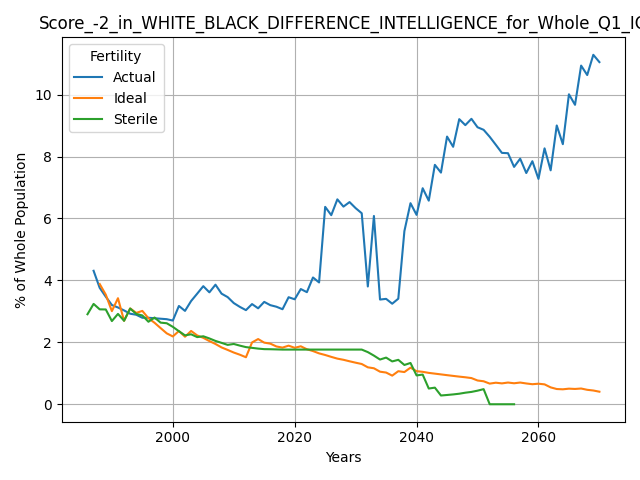 Score_-2_in_WHITE_BLACK_DIFFERENCE_INTELLIGENCE_for_Whole_Q1_IC
Fertility
Actual
Ideal
Sterile
% of Whole Population
10
8
6
4
2
0
2000 2020 2040 2060
Years